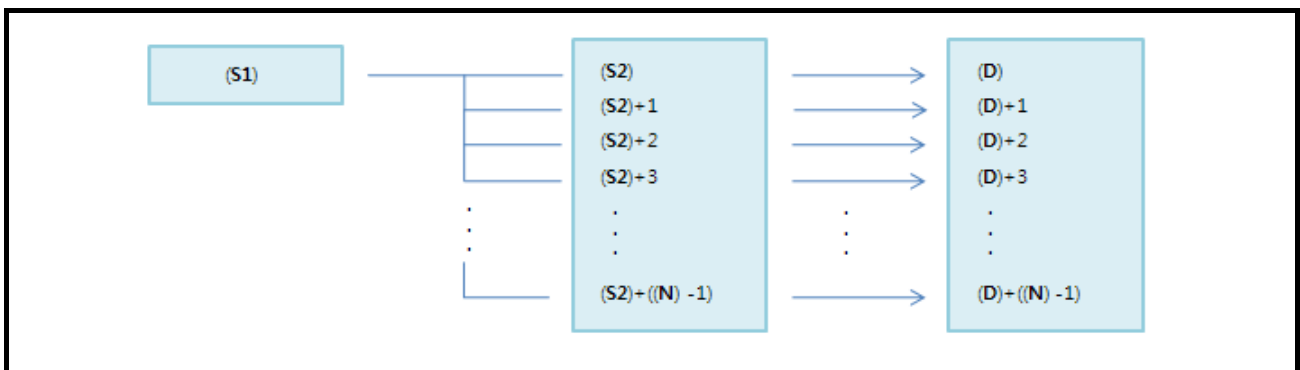 (S1)
(S2)
(D)
(S2)+1
(D)+1
(S2)+2
(D)+2
(S2)+3
(D)+3
(S2)+((N) -1)
(D)+((N) -1)